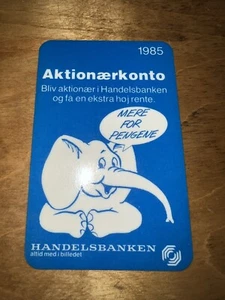 1985
Aktionærkonto
Bliv aktionær i Handelsbanken
og få en ekstra høj rente.
MERE
FOR
PENGENE
HANDELSBANKEN
altid med i billedet